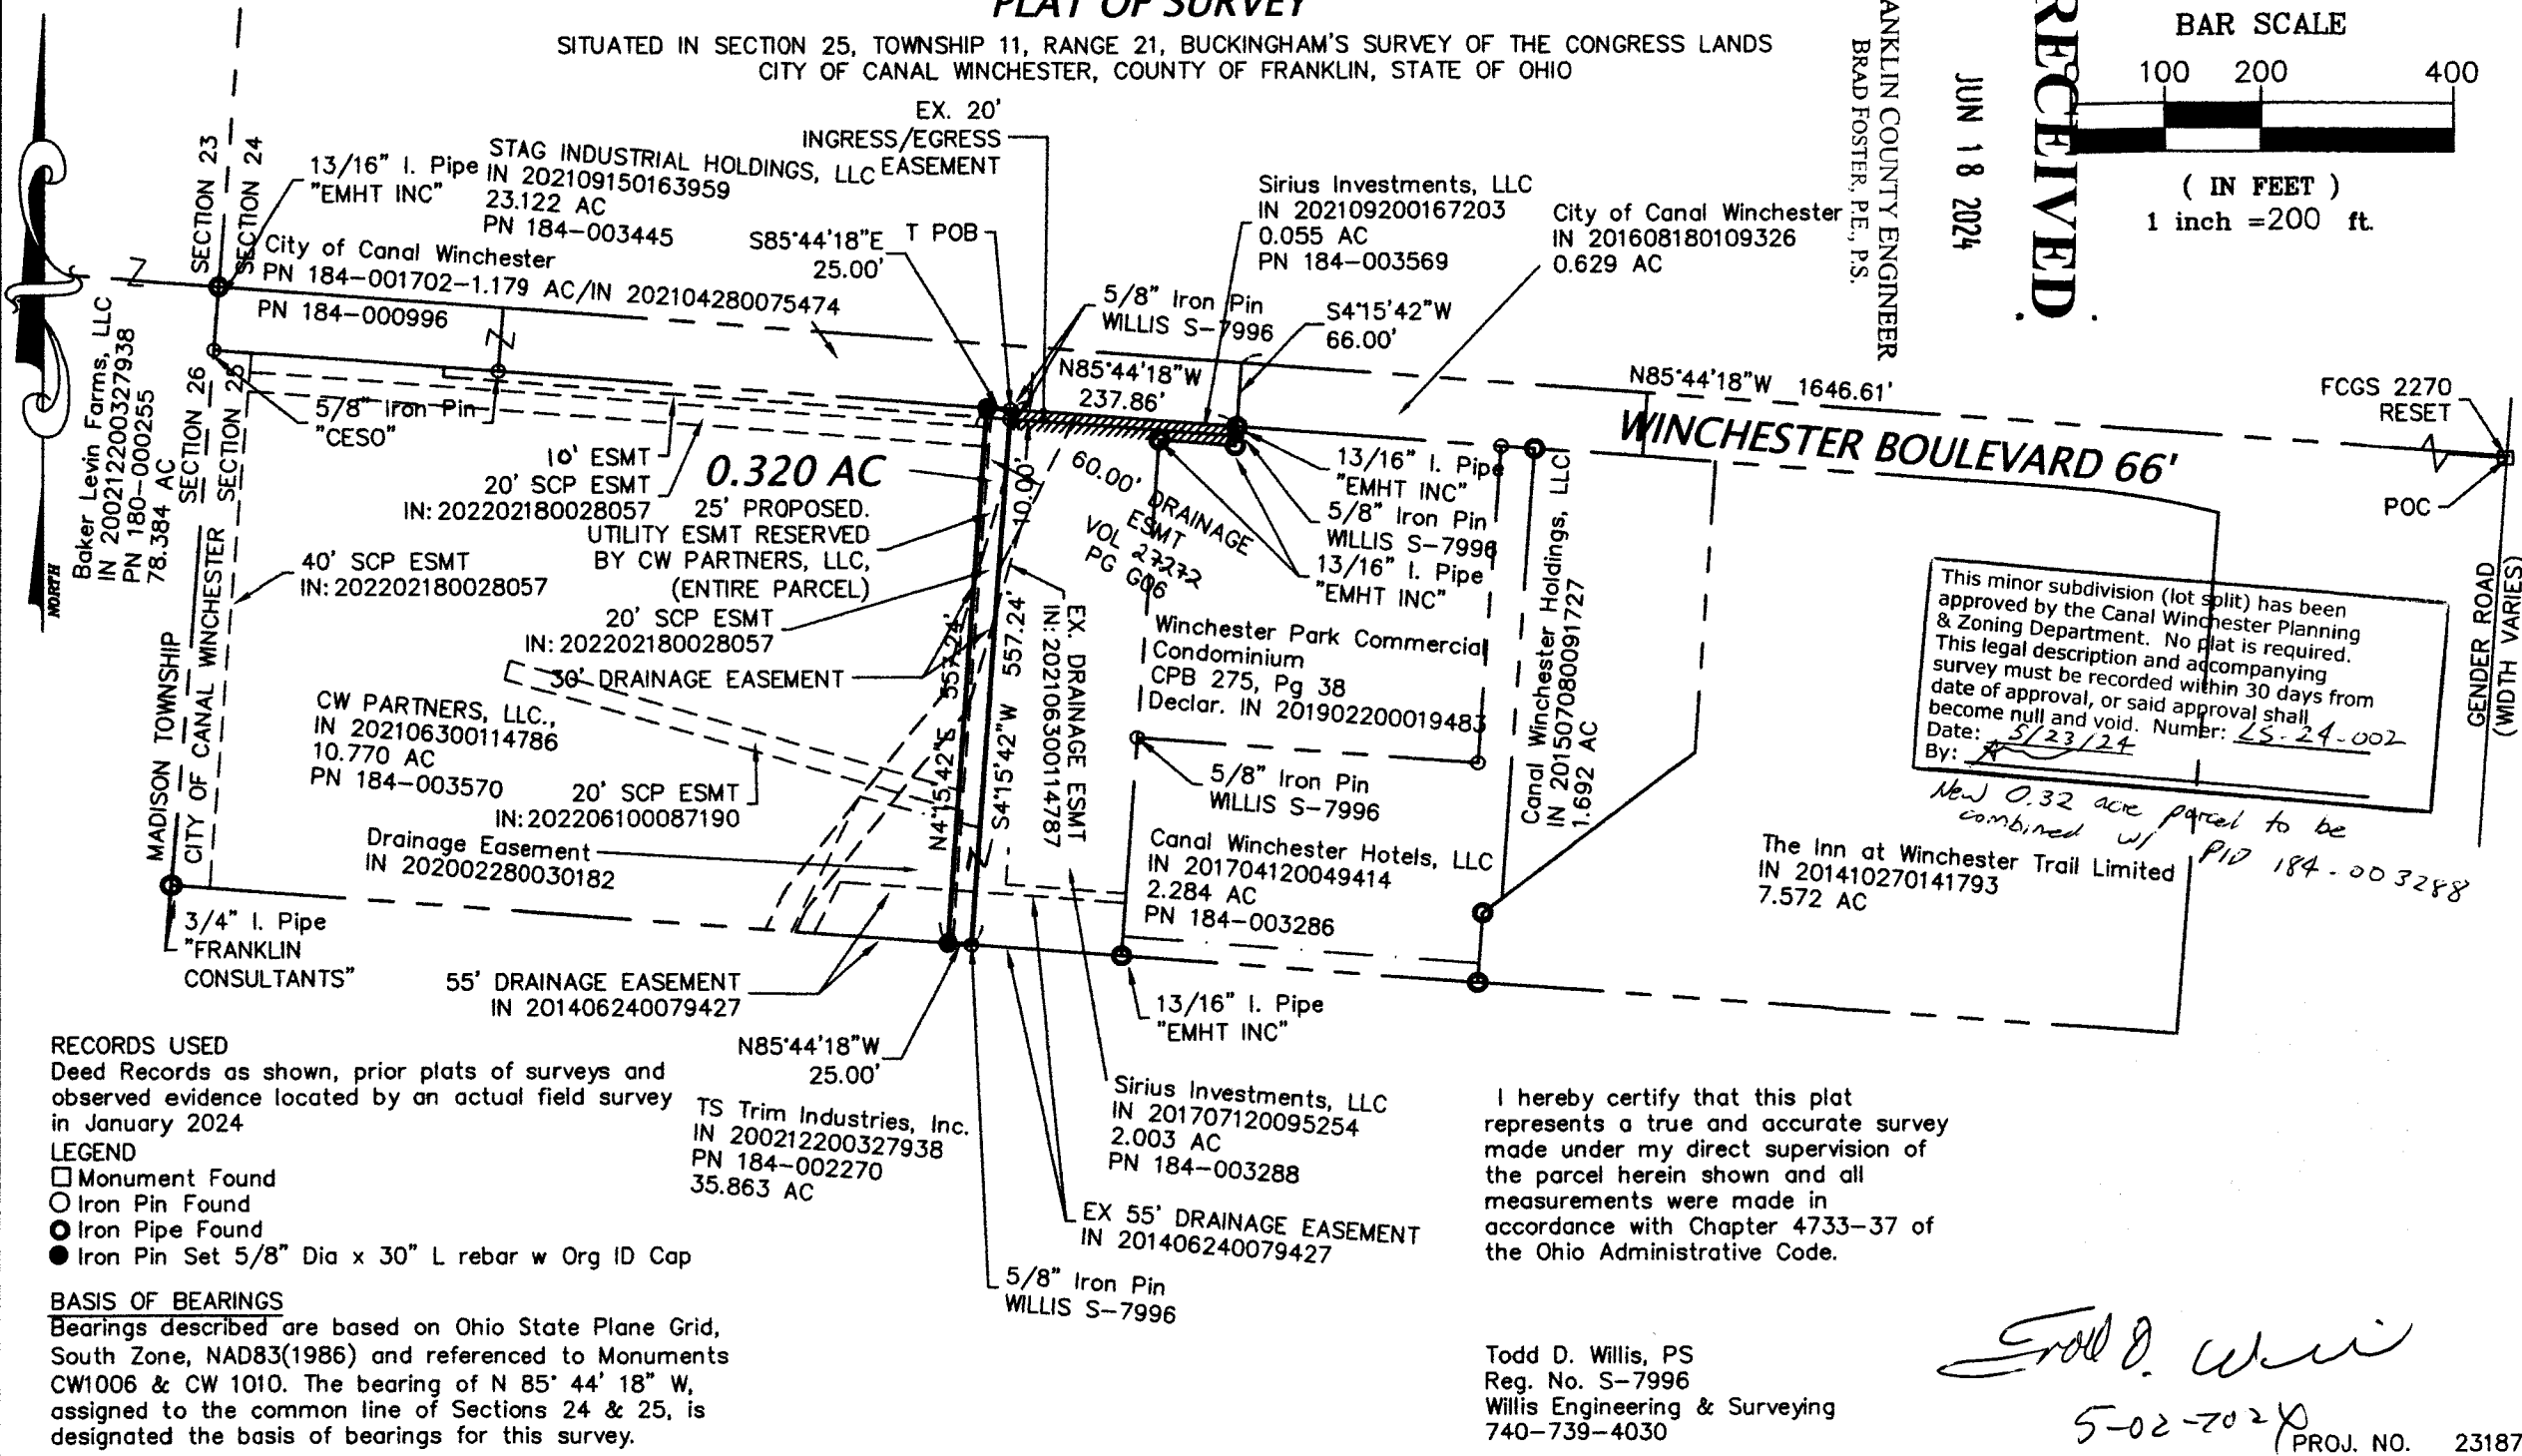 PLAT OF SURVEY
SITUATED IN SECTION 25, TOWNSHIP 11, RANGE 21, BUCKINGHAM'S SURVEY OF THE CONGRESS LANDS
CITY OF CANAL WINCHESTER, COUNTY OF FRANKLIN, STATE OF OHIO
ANKLIN COUNTY ENGINEER
BRAD FOSTER, P.E., P.S.
JUN 18 2024
RECEIVED
BAR SCALE
100 200 400
( IN FEET )
1 inch =200 ft.
NORTH
SECTION 23
SECTION 24
13/16" I. Pipe
"EMHT INC"
STAG INDUSTRIAL HOLDINGS, LLC
IN 202109150163959
23.122 AC
PN 184-003445
EX. 20'
INGRESS/EGRESS
EASEMENT
City of Canal Winchester
PN 184-001702-1.179 AC/IN 202104280075474
PN 184-000996
S85°44'18"E
25.00'
T POB
5/8" Iron Pin
WILLIS S-7996
Sirius Investments, LLC
IN 202109200167203
0.055 AC
PN 184-003569
City of Canal Winchester
IN 201608180109326
0.629 AC
S4°15'42"W
66.00'
N85°44'18"W
237.86'
N85°44'18"W 1646.61'
WINCHESTER BOULEVARD 66'
FCGS 2270
RESET
POC
GENDER ROAD
(WIDTH VARIES)
Baker Levin Farms, LLC
IN 200212200327938
PN 180-000255
78.384 AC
SECTION 26
SECTION 25
MADISON TOWNSHIP
CITY OF CANAL WINCHESTER
5/8" Iron Pin
"CESO"
10' ESMT
20' SCP ESMT
IN: 202202180028057
0.320 AC
25' PROPOSED.
UTILITY ESMT RESERVED
BY CW PARTNERS, LLC,
(ENTIRE PARCEL)
40' SCP ESMT
IN: 202202180028057
20' SCP ESMT
IN: 202202180028057
30' DRAINAGE EASEMENT
CW PARTNERS, LLC.,
IN 202106300114786
10.770 AC
PN 184-003570
20' SCP ESMT
IN: 202206100087190
Drainage Easement
IN 202002280030182
3/4" I. Pipe
"FRANKLIN
CONSULTANTS"
55' DRAINAGE EASEMENT
IN 201406240079427
N4°15'42"E 557.24'
S4°15'42"W 557.24'
10.00'
EX. DRAINAGE ESMT
IN: 202106300114787
60.00' DRAINAGE
ESMT
VOL 27272
PG G06
13/16" I. Pipe
"EMHT INC"
5/8" Iron Pin
WILLIS S-7996
13/16" I. Pipe
"EMHT INC"
Winchester Park Commercial
Condominium
CPB 275, Pg 38
Declar. IN 201902200019483
5/8" Iron Pin
WILLIS S-7996
Canal Winchester Hotels, LLC
IN 201704120049414
2.284 AC
PN 184-003286
Canal Winchester Holdings, LLC
IN 201507080091727
1.692 AC
This minor subdivision (lot split) has been
approved by the Canal Winchester Planning
& Zoning Department. No plat is required.
This legal description and accompanying
survey must be recorded within 30 days from
date of approval, or said approval shall
become null and void. Numer: LS-24-002
Date: 5/23/24
By:
New 0.32 acre parcel to be
combined w/ PID 184-003288
The Inn at Winchester Trail Limited
IN 201410270141793
7.572 AC
13/16" I. Pipe
"EMHT INC"
N85°44'18"W
25.00'
TS Trim Industries, Inc.
IN 200212200327938
PN 184-002270
35.863 AC
Sirius Investments, LLC
IN 201707120095254
2.003 AC
PN 184-003288
EX 55' DRAINAGE EASEMENT
IN 201406240079427
5/8" Iron Pin
WILLIS S-7996
RECORDS USED
Deed Records as shown, prior plats of surveys and
observed evidence located by an actual field survey
in January 2024
LEGEND
Monument Found
Iron Pin Found
Iron Pipe Found
Iron Pin Set 5/8" Dia x 30" L rebar w Org ID Cap
BASIS OF BEARINGS
Bearings described are based on Ohio State Plane Grid,
South Zone, NAD83(1986) and referenced to Monuments
CW1006 & CW 1010. The bearing of N 85° 44' 18" W,
assigned to the common line of Sections 24 & 25, is
designated the basis of bearings for this survey.
I hereby certify that this plat
represents a true and accurate survey
made under my direct supervision of
the parcel herein shown and all
measurements were made in
accordance with Chapter 4733-37 of
the Ohio Administrative Code.
Todd D. Willis, PS
Reg. No. S-7996
Willis Engineering & Surveying
740-739-4030
Todd D. Willis
5-02-2024
PROJ. NO. 23187